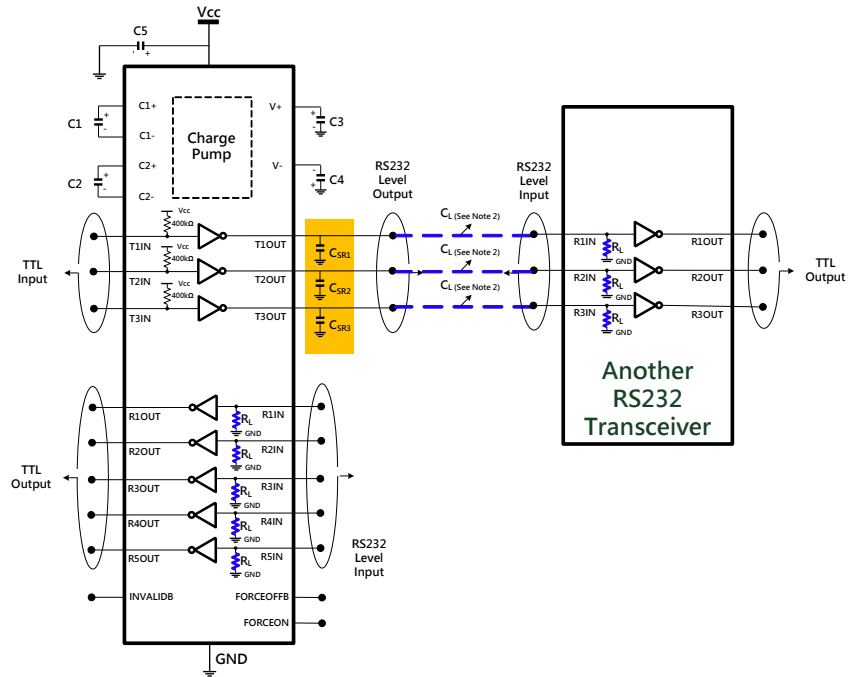 Vcc
C5
C1+
C1
C1-
C2+
C2
C2-
Charge
Pump
V+
C3
V-
C4
RS232
Level
Output
RS232
Level
Input
TTL
Input
Vcc
400kΩ
T1IN
T1OUT
CSR1
CL (See Note 2)
Vcc
400kΩ
T2IN
T2OUT
CSR2
CL (See Note 2)
Vcc
400kΩ
T3IN
T3OUT
CSR3
CL (See Note 2)
R1IN
RL
GND
R1OUT
R2IN
RL
GND
R2OUT
R3IN
RL
GND
R3OUT
TTL
Output
Another
RS232
Transceiver
TTL
Output
R1OUT
R1IN
RL
GND
R2OUT
R2IN
RL
GND
R3OUT
R3IN
RL
GND
R4OUT
R4IN
RL
GND
R5OUT
R5IN
RL
GND
RS232
Level
Input
INVALIDB
FORCEOFFB
FORCEON
GND